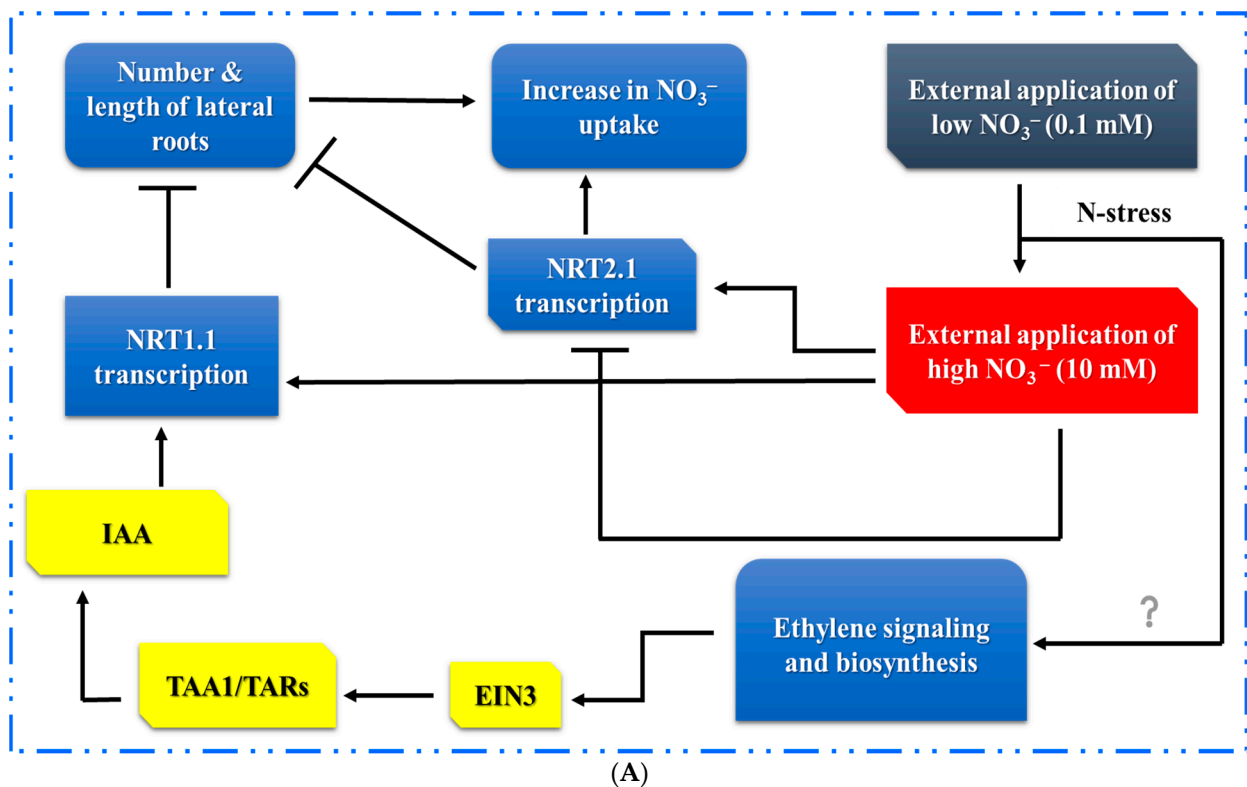 Number &
length of lateral
roots
Increase in NO₃⁻
uptake
External application of
low NO₃⁻ (0.1 mM)
N-stress
NRT2.1
transcription
NRT1.1
transcription
External application of
high NO₃⁻ (10 mM)
IAA
?
Ethylene signaling
and biosynthesis
TAA1/TARs
EIN3
(A)